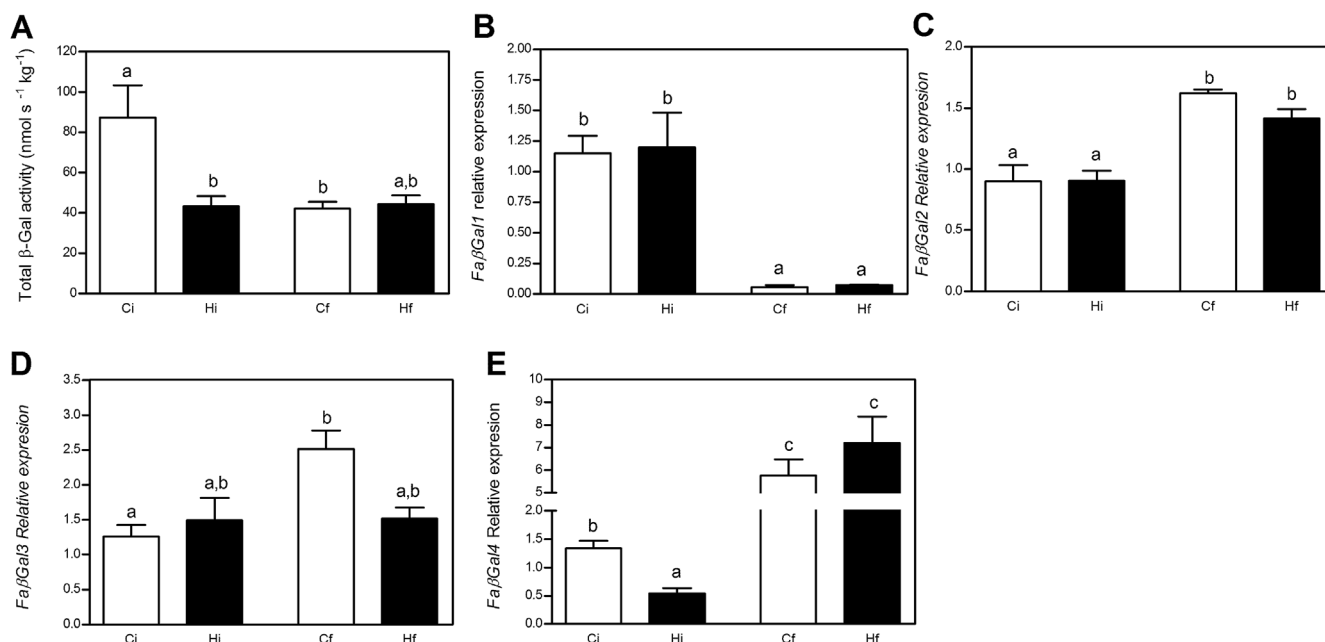 A
Total β-Gal activity (nmol s⁻¹ kg⁻¹)
120
100
80
60
40
20
0
a
b
b
a,b
Ci
Hi
Cf
Hf
B
FaβGal1 relative expression
2.00
1.75
1.50
1.25
1.00
0.75
0.50
0.25
0.00
b
b
a
a
Ci
Hi
Cf
Hf
C
FaβGal2 Relative expression
2.0
1.5
1.0
0.5
0.0
a
a
b
b
Ci
Hi
Cf
Hf
D
FaβGal3 Relative expresion
3.5
3.0
2.5
2.0
1.5
1.0
0.5
0.0
a
a,b
b
a,b
Ci
Hi
Cf
Hf
E
FaβGal4 Relative expression
10
9
8
7
6
5
2.0
1.5
1.0
0.5
0.0
b
a
c
c
Ci
Hi
Cf
Hf